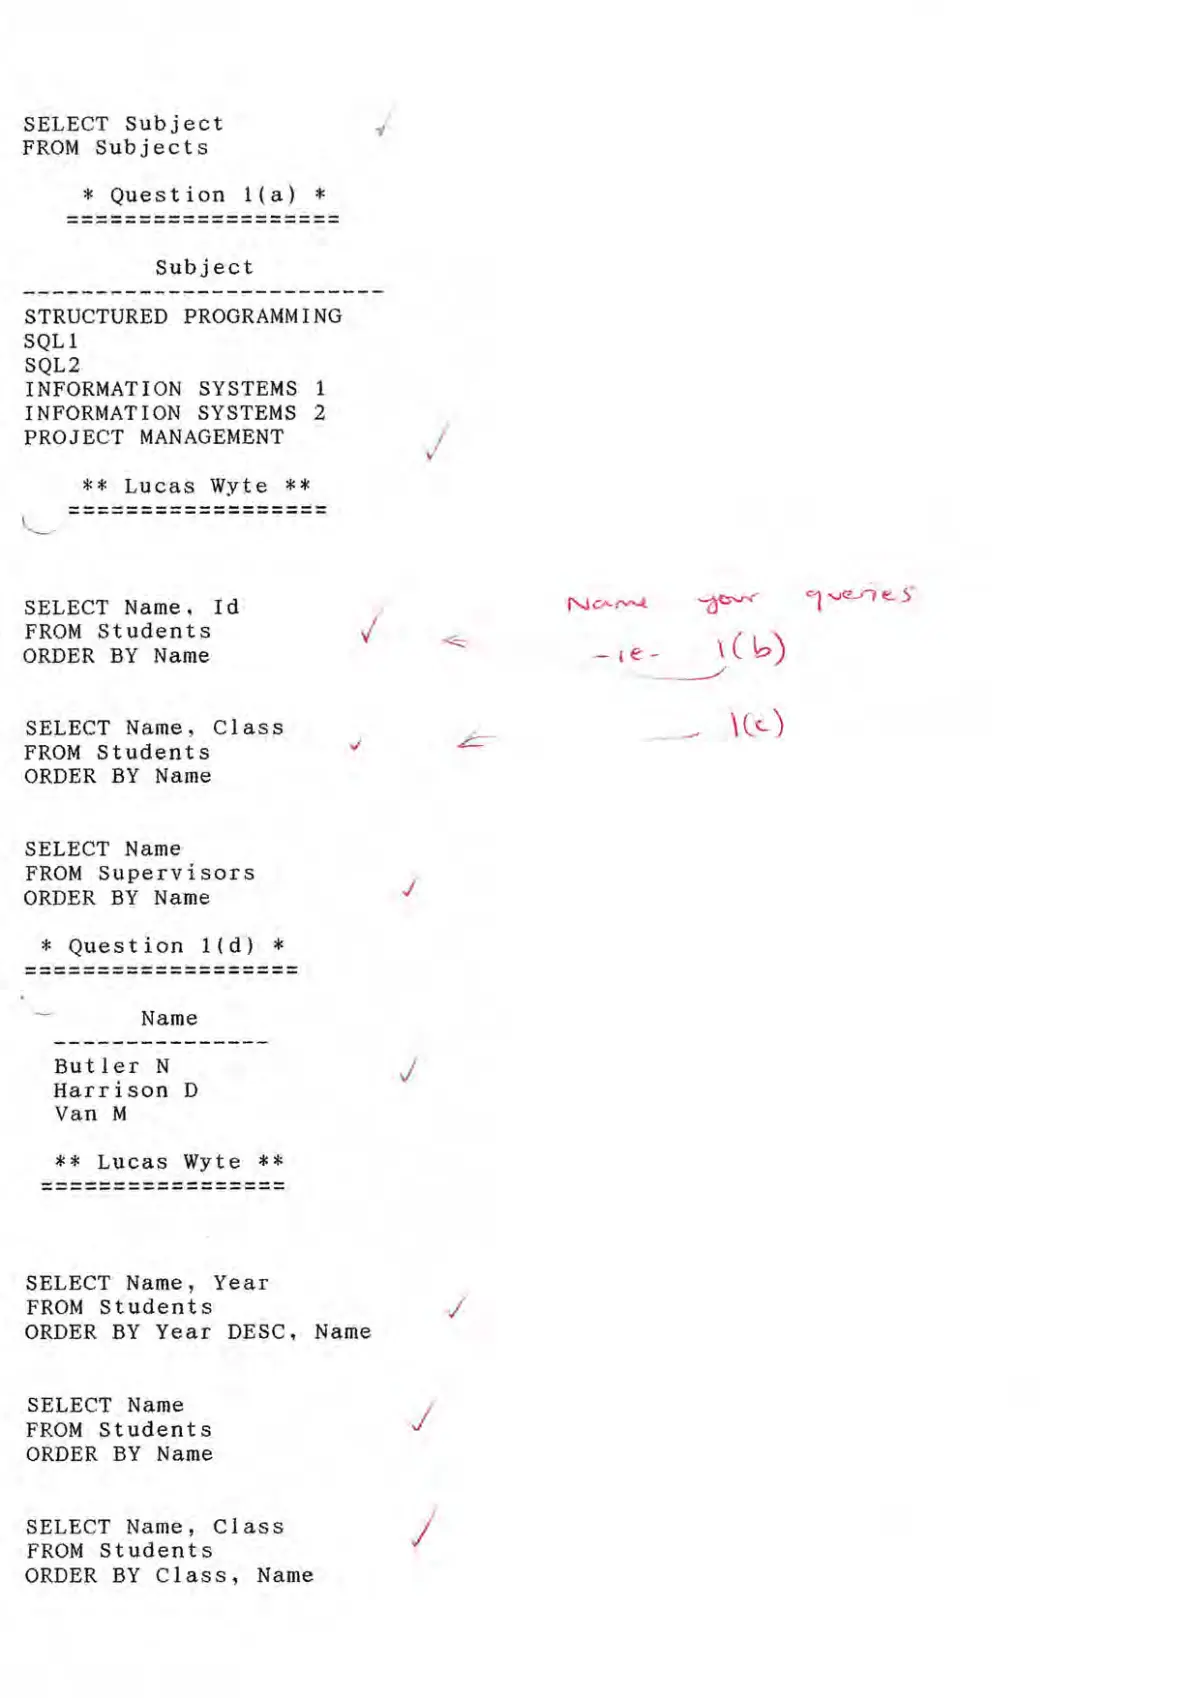 SELECT Subject
FROM Subjects
* Question 1(a) *
====================
Subject
-------------------------
STRUCTURED PROGRAMMING
SQL1
SQL2
INFORMATION SYSTEMS 1
INFORMATION SYSTEMS 2
PROJECT MANAGEMENT
** Lucas Wyte **
===================
SELECT Name, Id
FROM Students
ORDER BY Name
Name your queries
- ie - 1(b)
SELECT Name, Class
FROM Students
ORDER BY Name
1(c)
SELECT Name
FROM Supervisors
ORDER BY Name
* Question 1(d) *
====================
Name
---------------
Butler N
Harrison D
Van M
** Lucas Wyte **
==================
SELECT Name, Year
FROM Students
ORDER BY Year DESC, Name
SELECT Name
FROM Students
ORDER BY Name
SELECT Name, Class
FROM Students
ORDER BY Class, Name